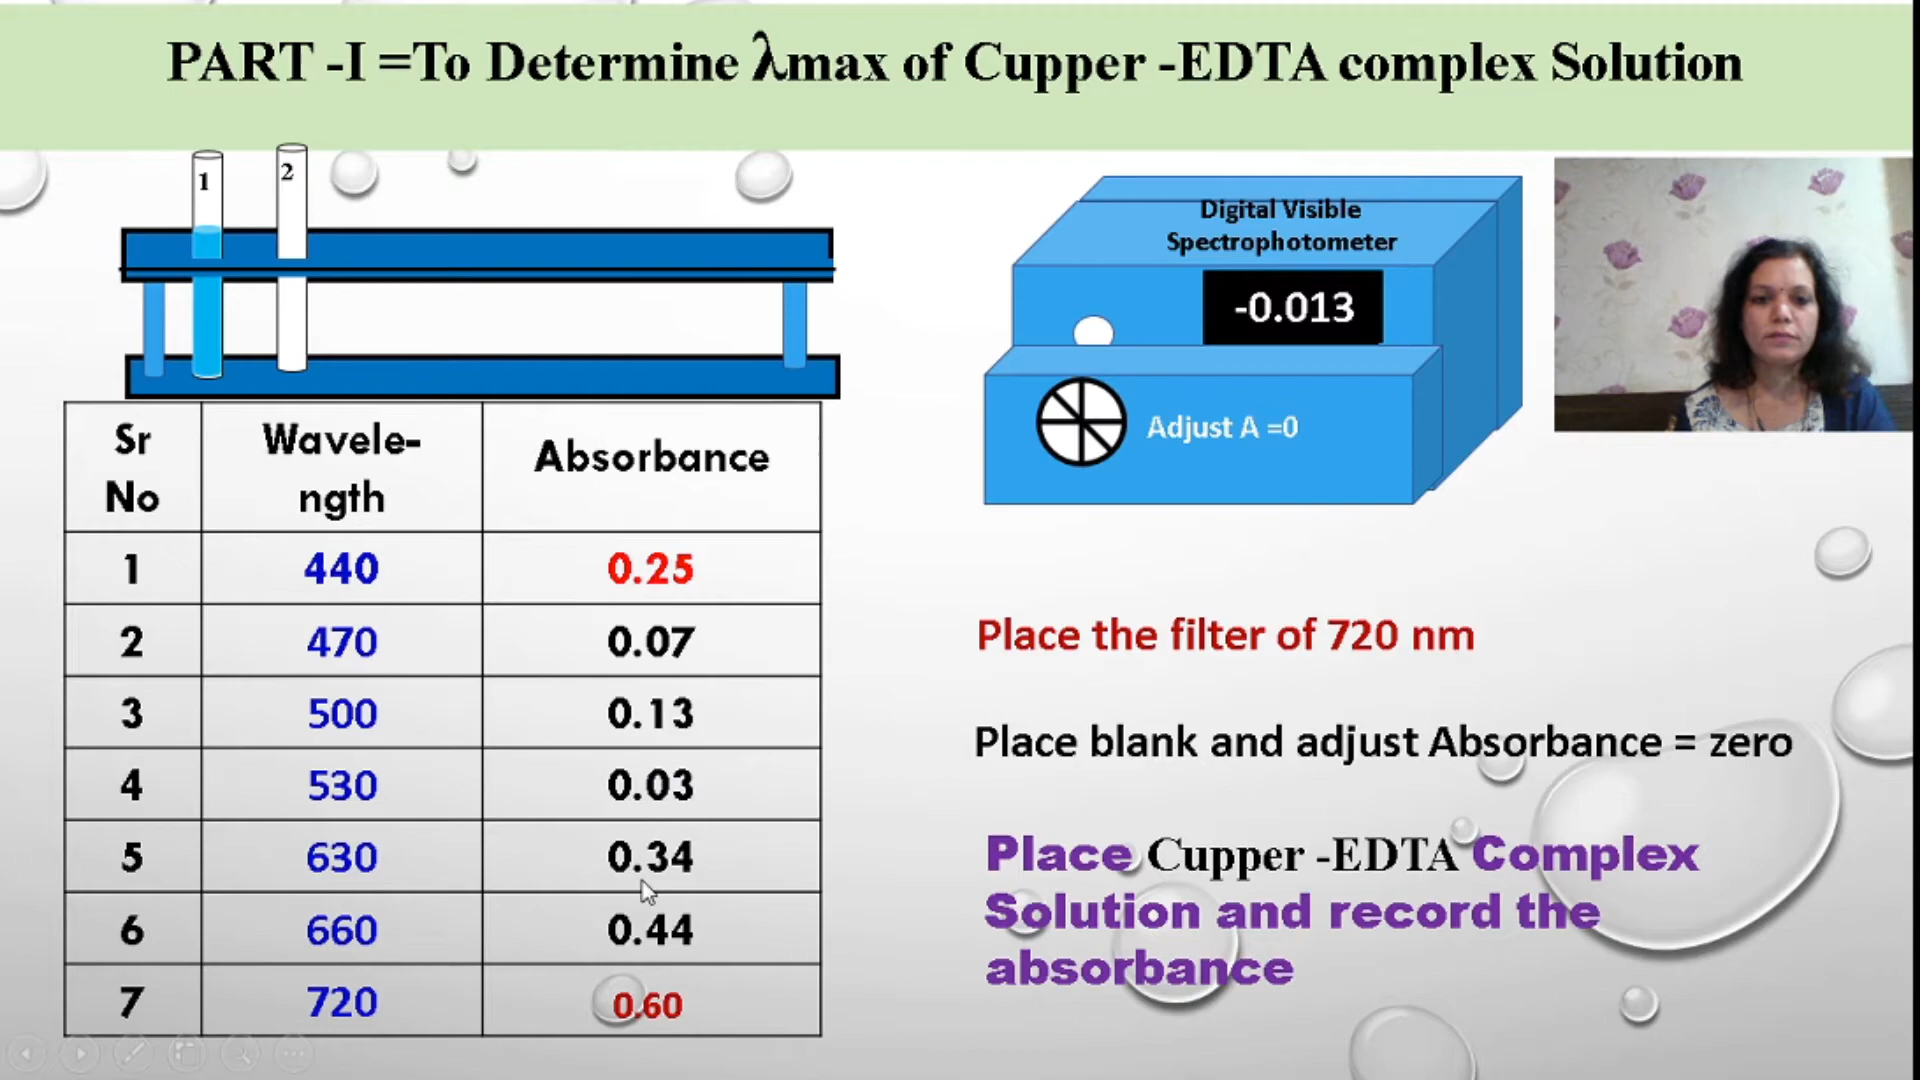 PART -I =To Determine λmax of Cupper -EDTA complex Solution
1
2
Digital Visible
Spectrophotometer
-0.013
Adjust A =0
Sr No Wavele-ngth Absorbance
1 440 0.25
2 470 0.07
3 500 0.13
4 530 0.03
5 630 0.34
6 660 0.44
7 720 0.60
Place the filter of 720 nm
Place blank and adjust Absorbance = zero
Place Cupper -EDTA Complex
Solution and record the
absorbance